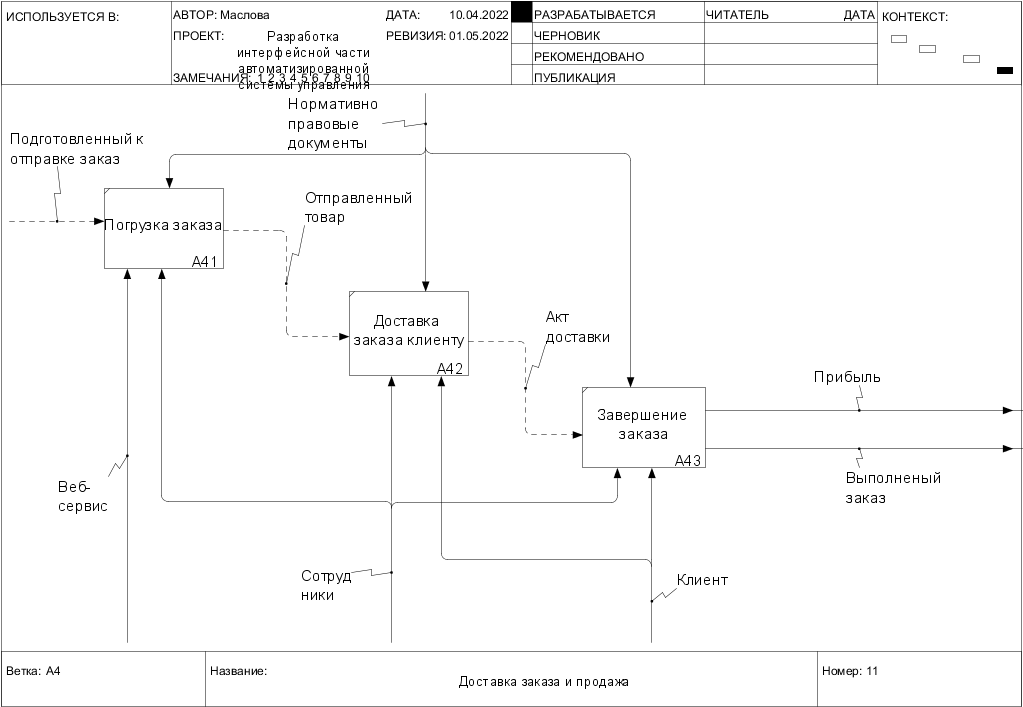 ИСПОЛЬЗУЕТСЯ В:
АВТОР: Маслова
ДАТА: 10.04.2022
ПРОЕКТ: Разработка
интерфейсной части
автоматизированной
системы управления
РЕВИЗИЯ: 01.05.2022
ЗАМЕЧАНИЯ: 1 2 3 4 5 6 7 8 9 10
РАЗРАБАТЫВАЕТСЯ
ЧЕРНОВИК
РЕКОМЕНДОВАНО
ПУБЛИКАЦИЯ
ЧИТАТЕЛЬ ДАТА
КОНТЕКСТ:
Нормативно
правовые
документы
Подготовленный к
отправке заказ
Погрузка заказа
A41
Отправленный
товар
Доставка
заказа клиенту
A42
Акт
доставки
Завершение
заказа
A43
Прибыль
Выполненый
заказ
Веб-
сервис
Сотруд
ники
Клиент
Ветка: A4
Название:
Доставка заказа и продажа
Номер: 11